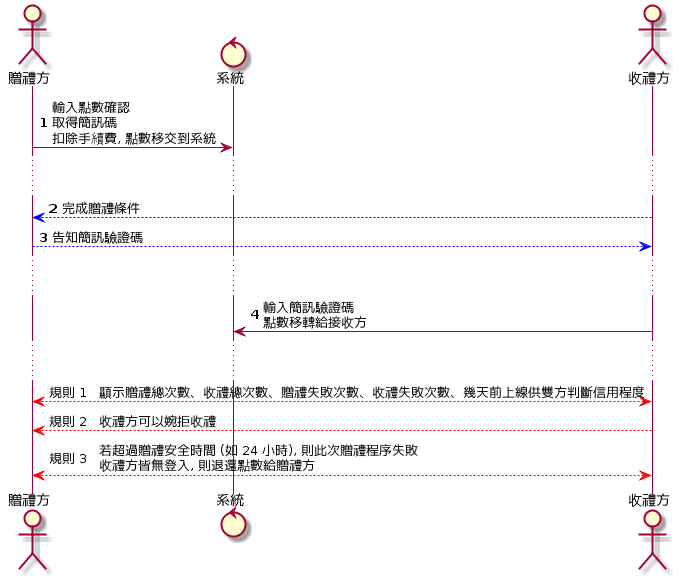 贈禮方 系統 收禮方
輸入點數確認
1 取得簡訊碼
扣除手續費, 點數移交到系統
2 完成贈禮條件
3 告知簡訊驗證碼
4 輸入簡訊驗證碼
點數移轉給接收方
規則 1 顯示贈禮總次數、收禮總次數、贈禮失敗次數、收禮失敗次數、幾天前上線供雙方判斷信用程度
規則 2 收禮方可以婉拒收禮
規則 3 若超過贈禮安全時間 (如 24 小時), 則此次贈禮程序失敗
收禮方皆無登入, 則退還點數給贈禮方
贈禮方 系統 收禮方